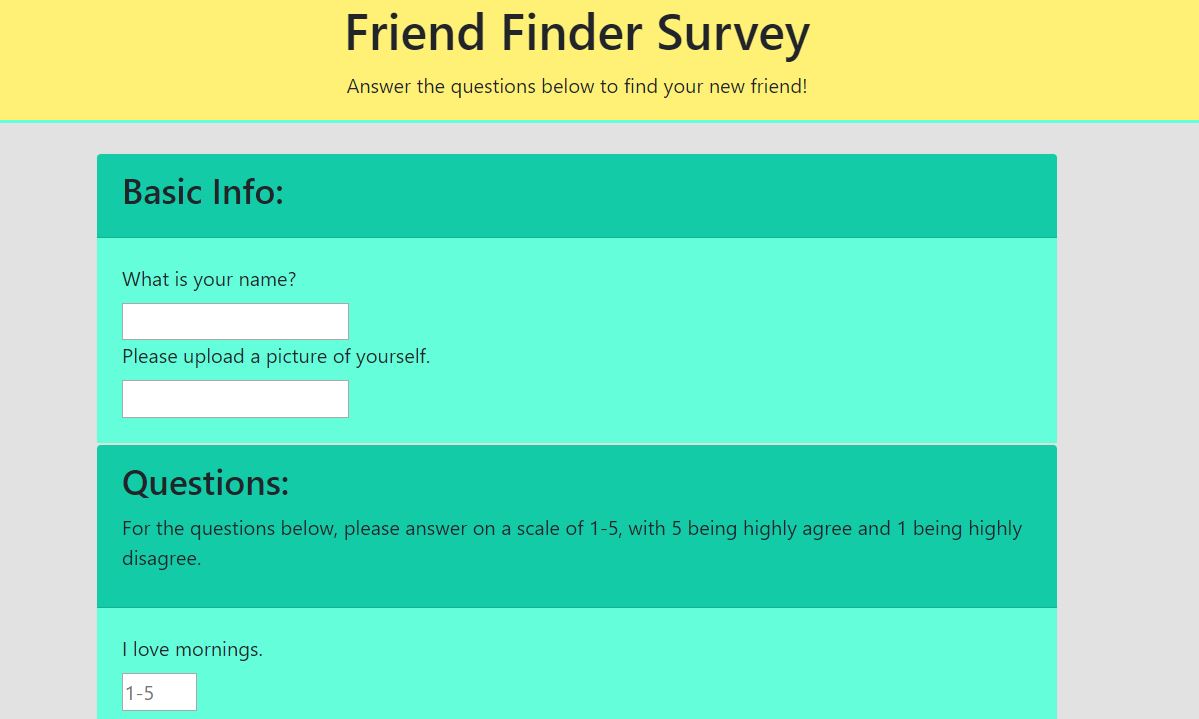 Friend Finder Survey
Answer the questions below to find your new friend!
Basic Info:
What is your name?
Please upload a picture of yourself.
Questions:
For the questions below, please answer on a scale of 1-5, with 5 being highly agree and 1 being highly
disagree.
I love mornings.
1-5